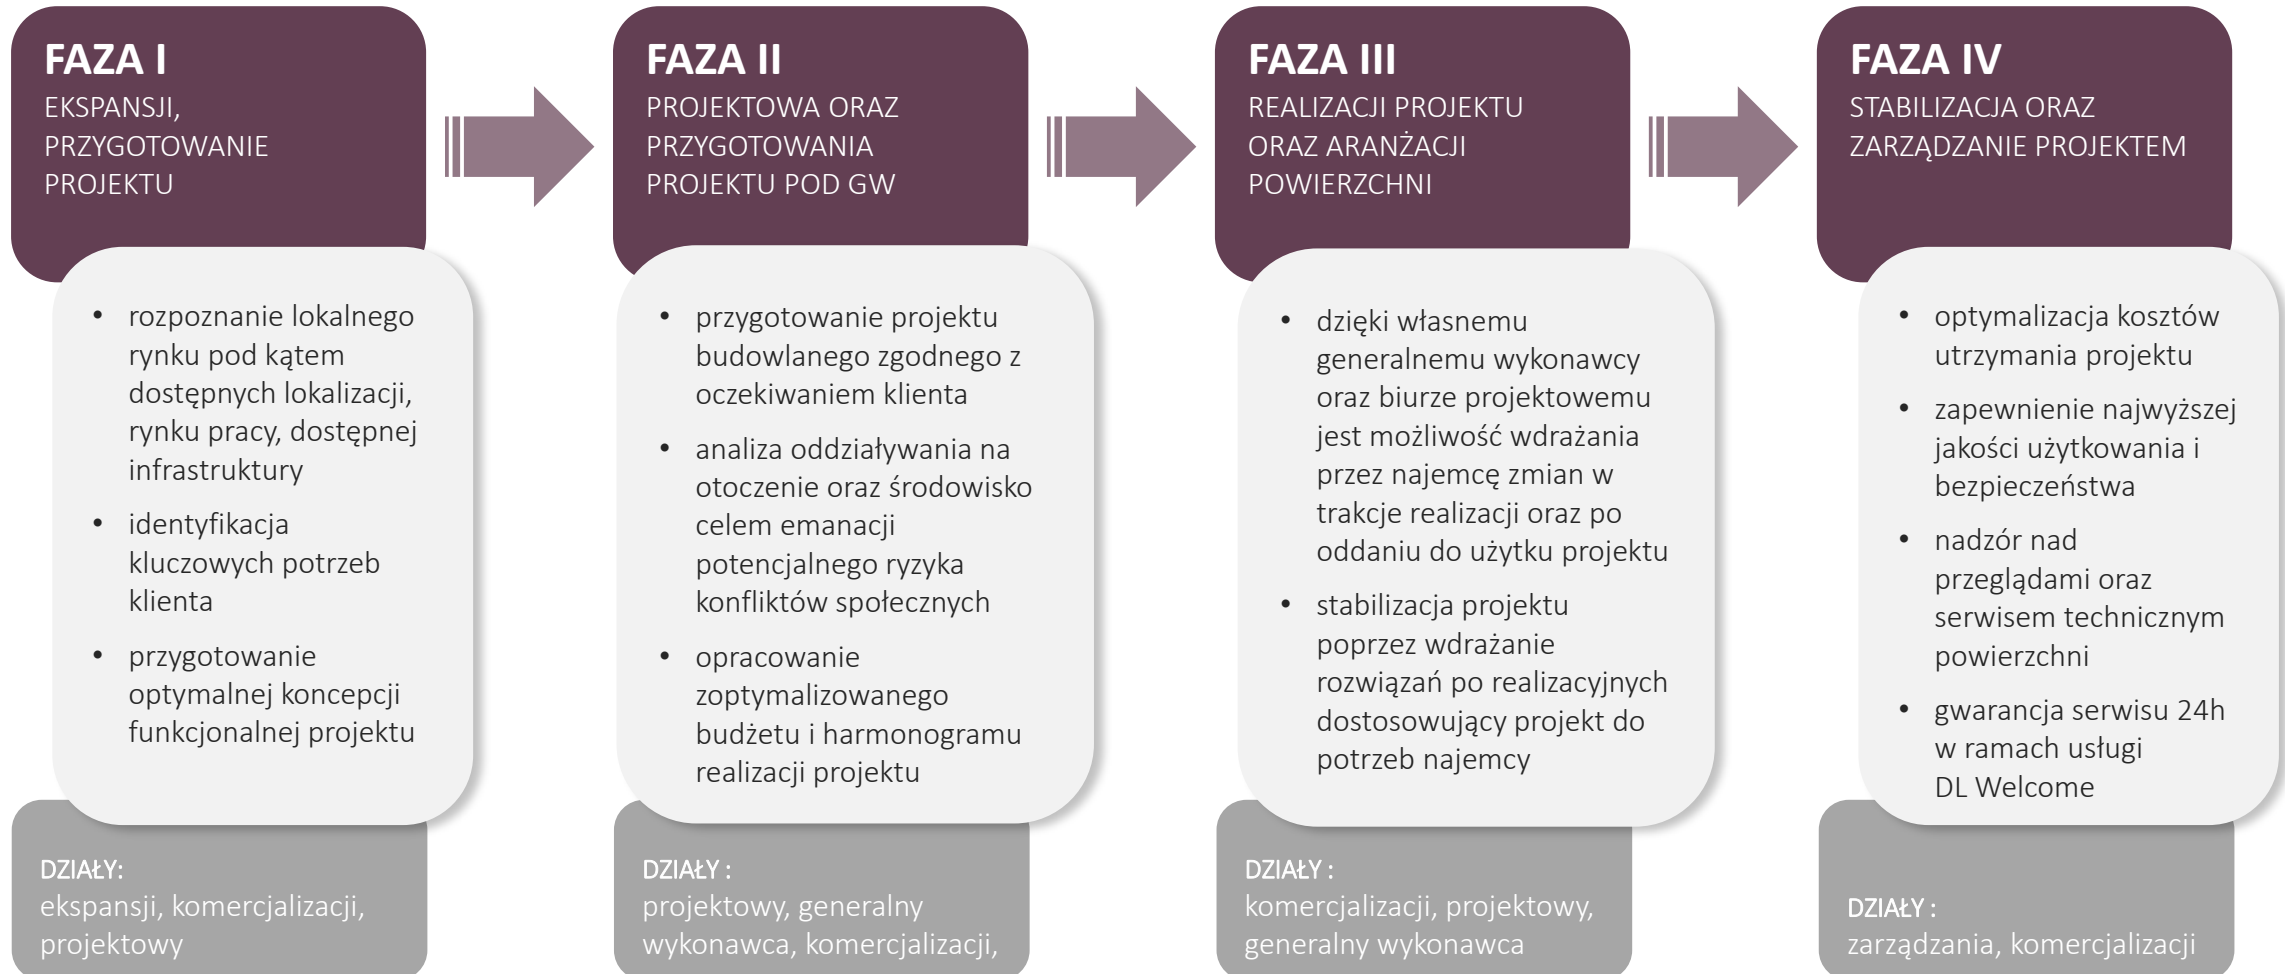 FAZA I
EKSPANSJI,
PRZYGOTOWANIE
PROJEKTU
• rozpoznanie lokalnego
rynku pod kątem
dostępnych lokalizacji,
rynku pracy, dostępnej
infrastruktury
• identyfikacja
kluczowych potrzeb
klienta
• przygotowanie
optymalnej koncepcji
funkcjonalnej projektu
DZIAŁY:
ekspansji, komercjalizacji,
projektowy
FAZA II
PROJEKTOWA ORAZ
PRZYGOTOWANIA
PROJEKTU POD GW
• przygotowanie projektu
budowlanego zgodnego z
oczekiwaniem klienta
• analiza oddziaływania na
otoczenie oraz środowisko
celem emanacji
potencjalnego ryzyka
konfliktów społecznych
• opracowanie
zoptymalizowanego
budżetu i harmonogramu
realizacji projektu
DZIAŁY :
projektowy, generalny
wykonawca, komercjalizacji,
FAZA III
REALIZACJI PROJEKTU
ORAZ ARANŻACJI
POWIERZCHNI
• dzięki własnemu
generalnemu wykonawcy
oraz biurze projektowemu
jest możliwość wdrażania
przez najemcę zmian w
trakcje realizacji oraz po
oddaniu do użytku projektu
• stabilizacja projektu
poprzez wdrażanie
rozwiązań po realizacyjnych
dostosowujący projekt do
potrzeb najemcy
DZIAŁY :
komercjalizacji, projektowy,
generalny wykonawca
FAZA IV
STABILIZACJA ORAZ
ZARZĄDZANIE PROJEKTEM
• optymalizacja kosztów
utrzymania projektu
• zapewnienie najwyższej
jakości użytkowania i
bezpieczeństwa
• nadzór nad
przeglądami oraz
serwisem technicznym
powierzchni
• gwarancja serwisu 24h
w ramach usługi
DL Welcome
DZIAŁY :
zarządzania, komercjalizacji